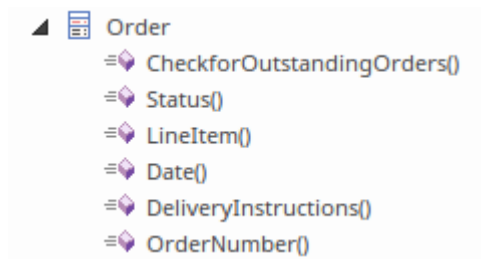 Order
CheckforOutstandingOrders()
Status()
LineItem()
Date()
DeliveryInstructions()
OrderNumber()